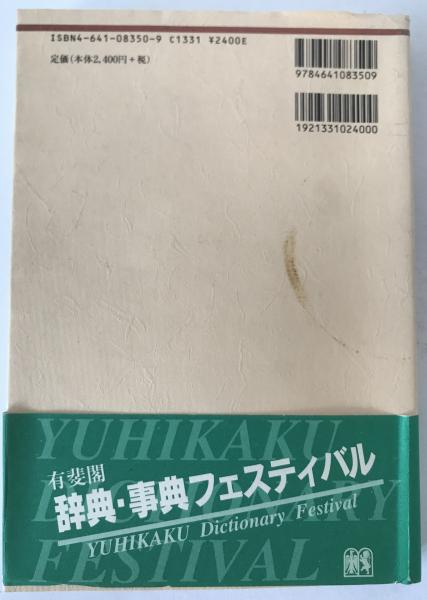 ISBN4-641-08350-9 C1331 ¥2400E
定価(本体2,400円+税)
9784641083509
1921331024000
YUHIKAKU
DICTIONARY
FESTIVAL
有斐閣
辞典・事典フェスティバル
YUHIKAKU Dictionary Festival